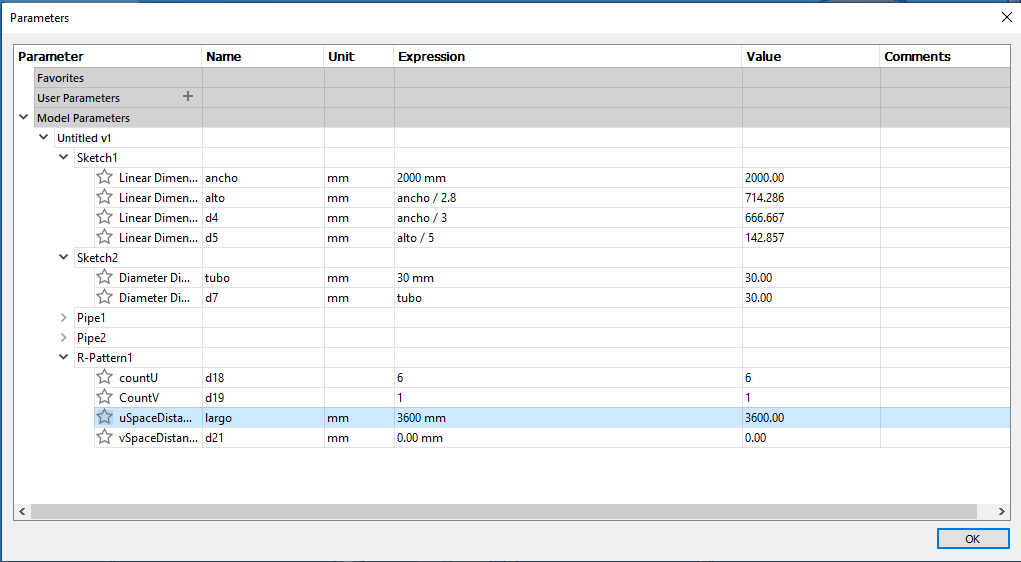 Parameters
Parameter Name Unit Expression Value Comments
Favorites
User Parameters +
Model Parameters
Untitled v1
Sketch1
Linear Dimen... ancho mm 2000 mm 2000.00
Linear Dimen... alto mm ancho / 2.8 714.286
Linear Dimen... d4 mm ancho / 3 666.667
Linear Dimen... d5 mm alto / 5 142.857
Sketch2
Diameter Di... tubo mm 30 mm 30.00
Diameter Di... d7 mm tubo 30.00
Pipe1
Pipe2
R-Pattern1
countU d18 6 6
CountV d19 1 1
uSpaceDista... largo mm 3600 mm 3600.00
vSpaceDistan... d21 mm 0.00 mm 0.00
OK